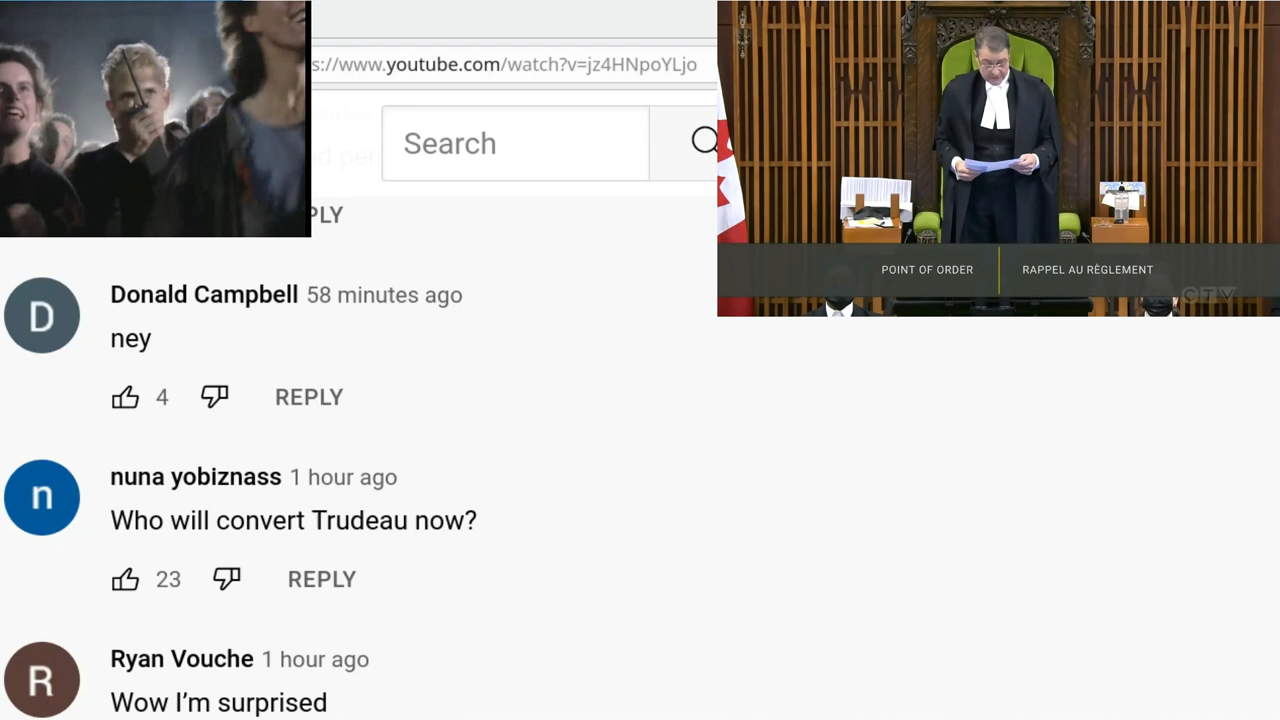 s://www.youtube.com/watch?v=jz4HNpoYLjo
Search
PLY
POINT OF ORDER
RAPPEL AU RÈGLEMENT
CTV
D
Donald Campbell 58 minutes ago
ney
4
REPLY
n
nuna yobiznass 1 hour ago
Who will convert Trudeau now?
23
REPLY
R
Ryan Vouche 1 hour ago
Wow I’m surprised